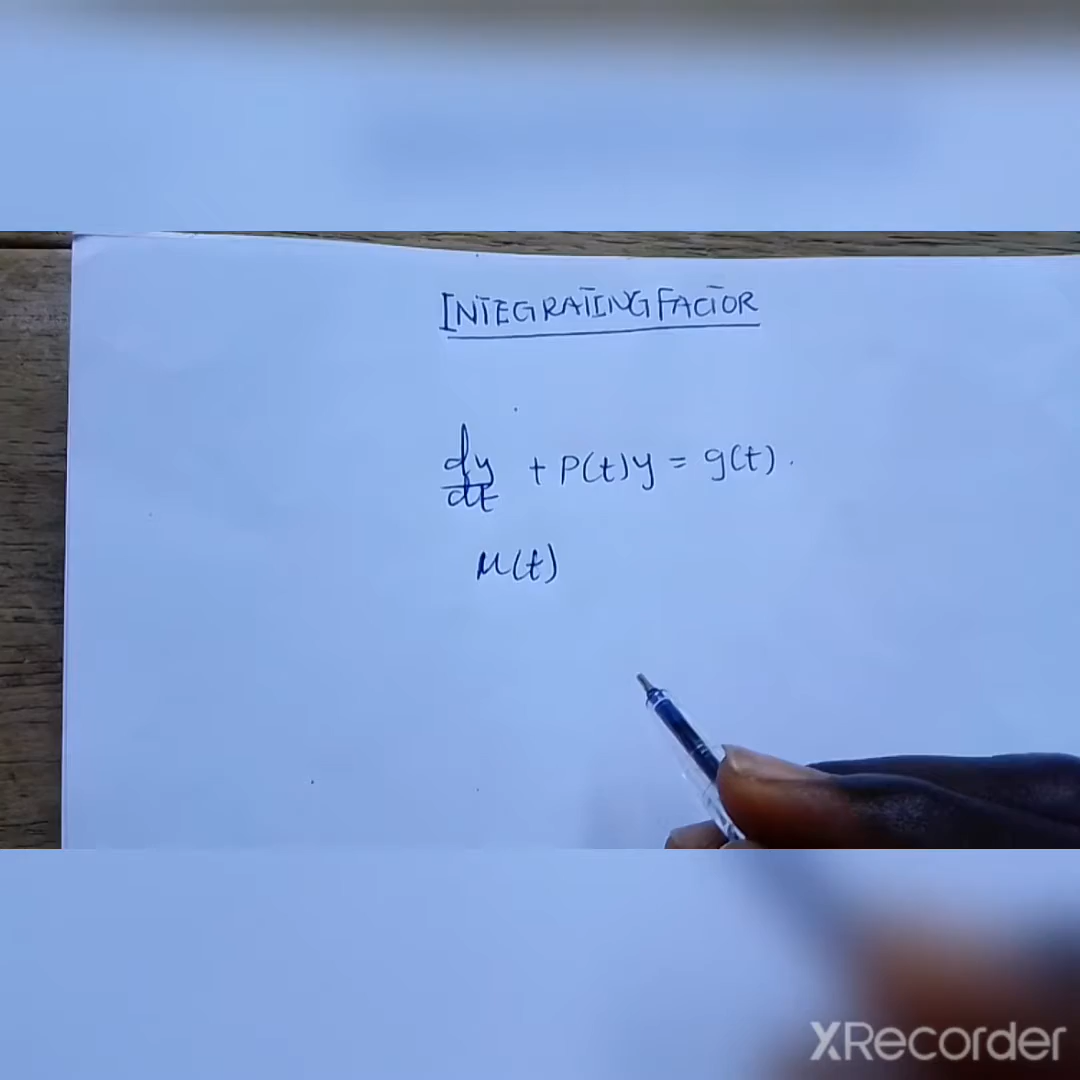 INTEGRATING FACTOR
dy/dt + P(t)y = g(t).
μ(t)
XRecorder